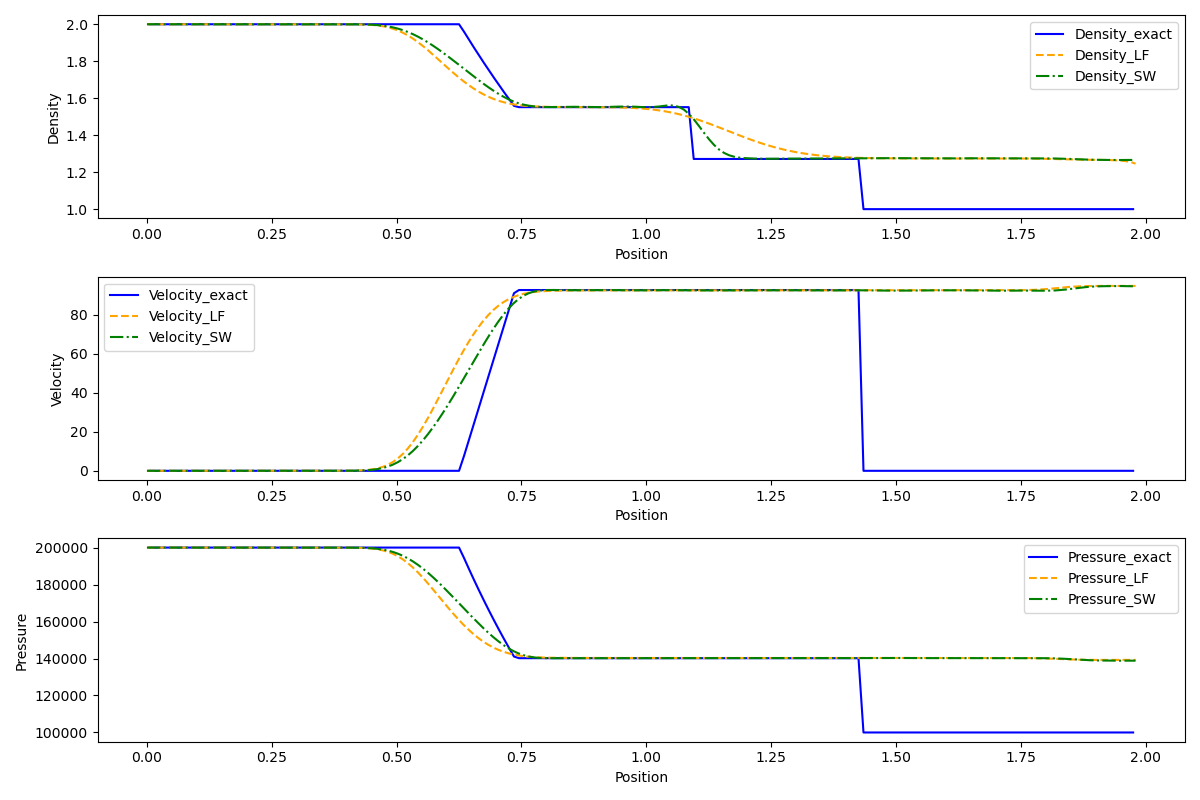 2.0
1.8
1.6
1.4
1.2
1.0
Density
Density_exact
Density_LF
Density_SW
0.00 0.25 0.50 0.75 1.00 1.25 1.50 1.75 2.00
Position
80
60
40
20
0
Velocity
Velocity_exact
Velocity_LF
Velocity_SW
0.00 0.25 0.50 0.75 1.00 1.25 1.50 1.75 2.00
Position
200000
180000
160000
140000
120000
100000
Pressure
Pressure_exact
Pressure_LF
Pressure_SW
0.00 0.25 0.50 0.75 1.00 1.25 1.50 1.75 2.00
Position